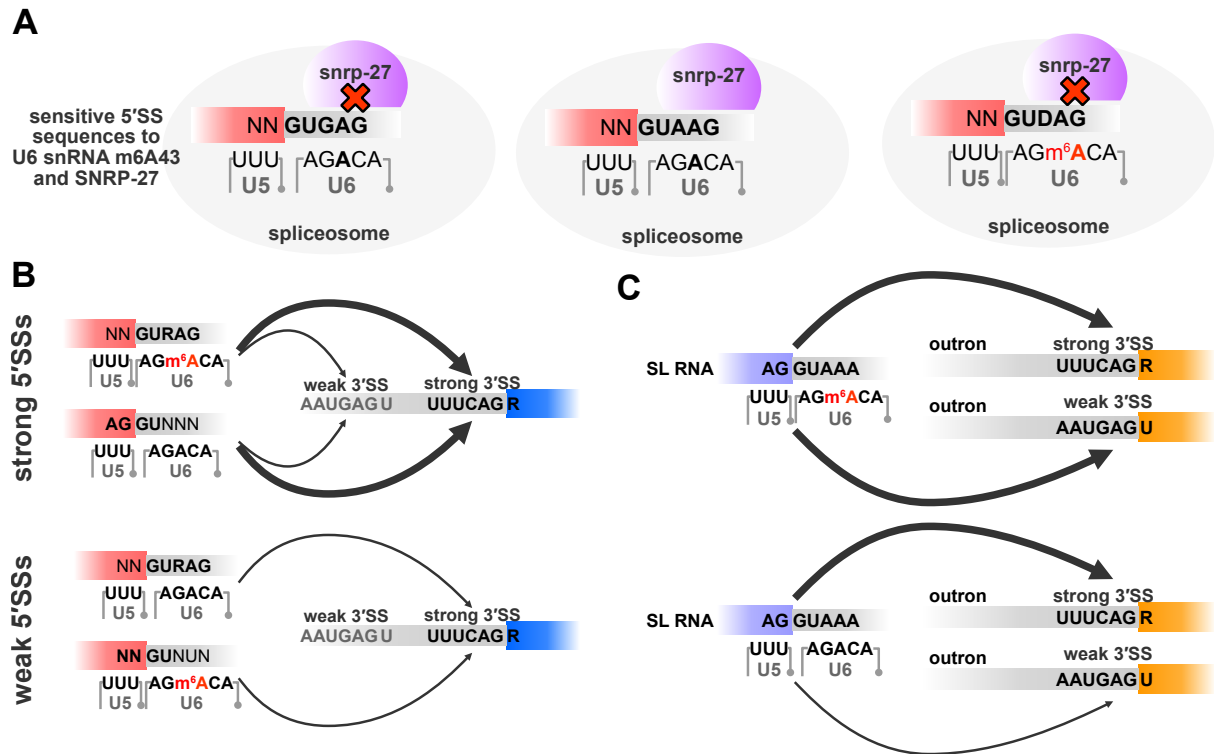 A
sensitive 5′SS
sequences to
U6 snRNA m6A43
and SNRP-27
snrp-27
NN GUGAG
UUU AGACA
U5 U6
spliceosome
snrp-27
NN GUAAG
UUU AGACA
U5 U6
spliceosome
snrp-27
NN GUDAG
UUU AGm⁶ACA
U5 U6
spliceosome
B
strong 5′SSs
NN GURAG
UUU AGm⁶ACA
U5 U6
AG GUNNN
UUU AGACA
U5 U6
weak 3′SS strong 3′SS
AAUGAG U UUUCAG R
weak 5′SSs
NN GURAG
UUU AGACA
U5 U6
NN GUNUN
UUU AGm⁶ACA
U5 U6
weak 3′SS strong 3′SS
AAUGAG U UUUCAG R
C
SL RNA
AG GUAAA
UUU AGm⁶ACA
U5 U6
outron
strong 3′SS
UUUCAG R
outron
weak 3′SS
AAUGAG U
SL RNA
AG GUAAA
UUU AGACA
U5 U6
outron
strong 3′SS
UUUCAG R
outron
weak 3′SS
AAUGAG U